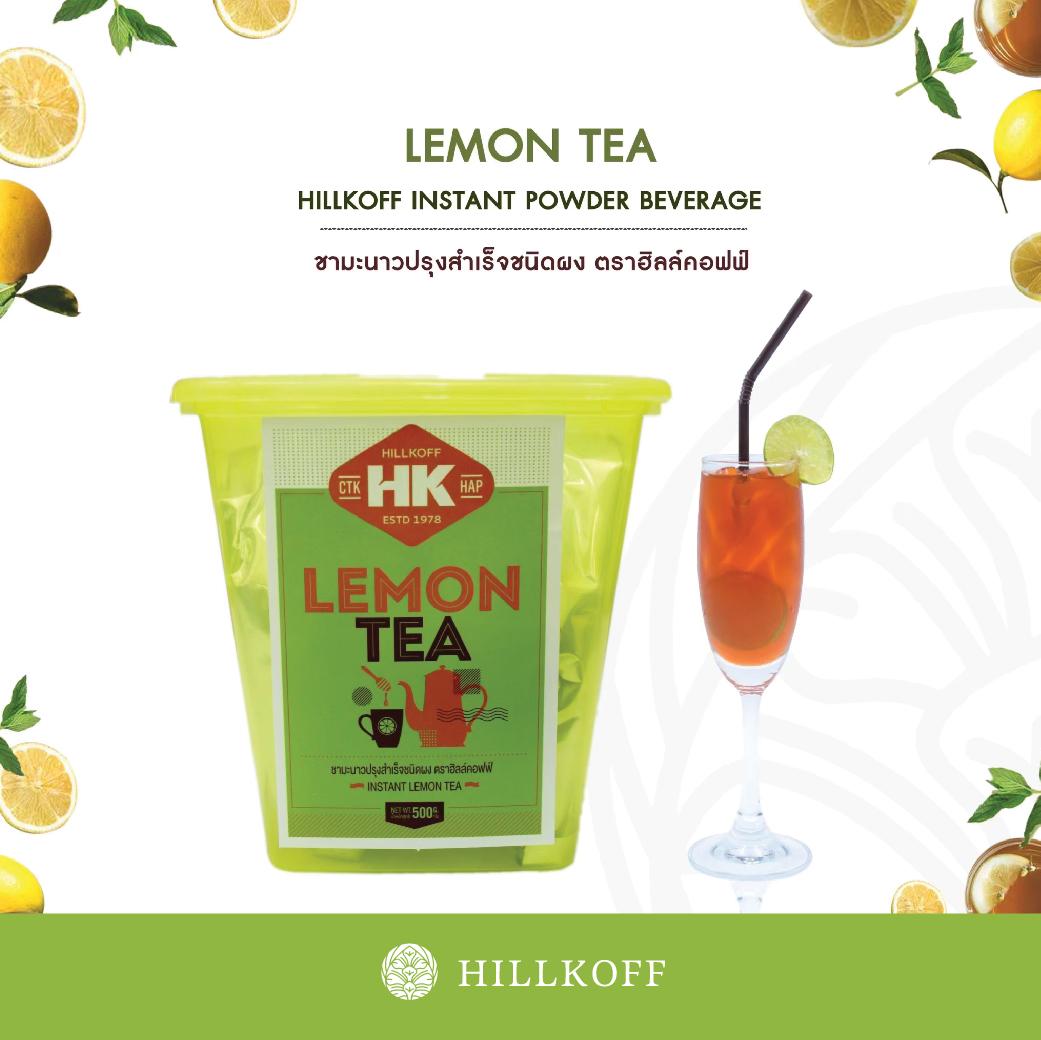 LEMON TEA
HILLKOFF INSTANT POWDER BEVERAGE
ชามะนาวปรุงสำเร็จชนิดผง ตราฮิลล์คอฟฟ์
HILLKOFF
CTK HK HAP
ESTD 1978
LEMON
TEA
ชามะนาวปรุงสำเร็จชนิดผง ตราฮิลล์คอฟฟ์
INSTANT LEMON TEA
NET WT. 500 G.
HILLKOFF